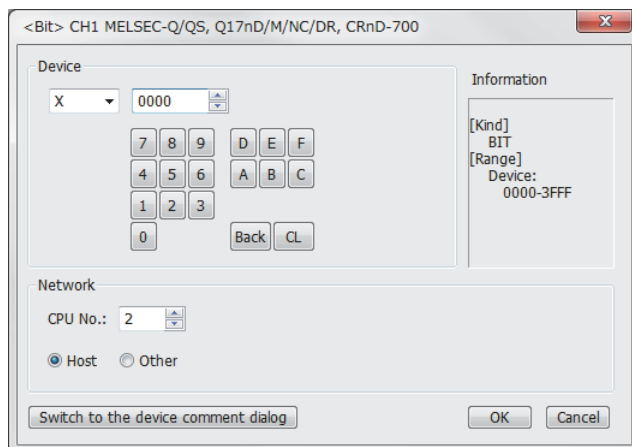 <Bit> CH1 MELSEC-Q/QS, Q17nD/M/NC/DR, CRnD-700
Device
X 0000
7 8 9 D E F
4 5 6 A B C
1 2 3
0 Back CL
Information
[Kind]
BIT
[Range]
Device:
0000-3FFF
Network
CPU No.: 2
Host Other
Switch to the device comment dialog OK Cancel